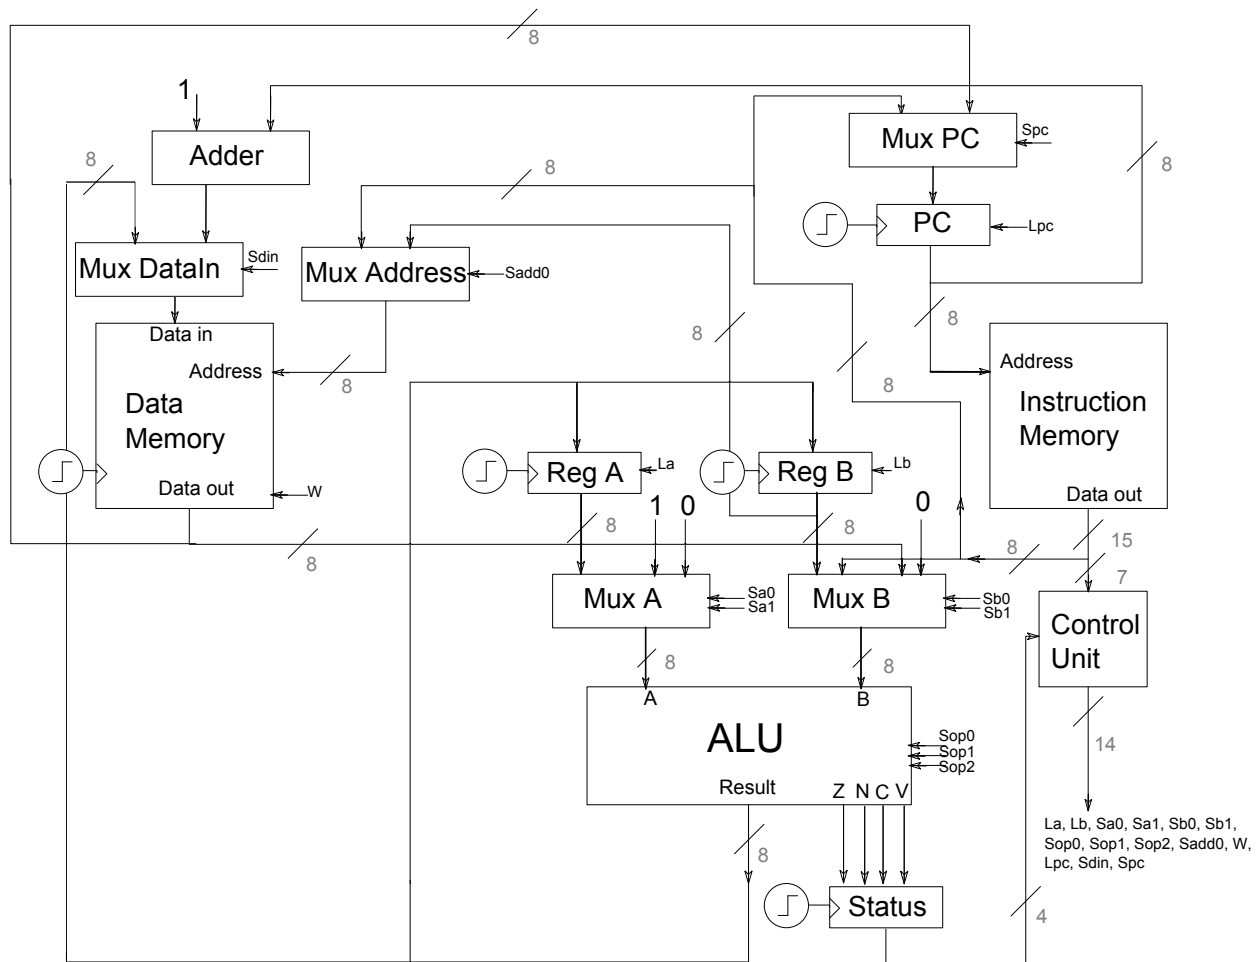 8
1
Mux PC
Spc
Adder
8
8
8
PC
Lpc
Mux DataIn
Sdin
Mux Address
Sadd0
Data in
8
8
Address
Address
8
8
Data
Memory
Instruction
Memory
Reg A
La
Reg B
Lb
Data out
W
Data out
1
0
0
8
8
15
8
8
7
Mux A
Sa0
Sa1
Mux B
Sb0
Sb1
Control
Unit
8
8
A
B
ALU
Sop0
Sop1
Sop2
14
Result
Z N C V
La, Lb, Sa0, Sa1, Sb0, Sb1,
Sop0, Sop1, Sop2, Sadd0, W,
Lpc, Sdin, Spc
8
Status
4